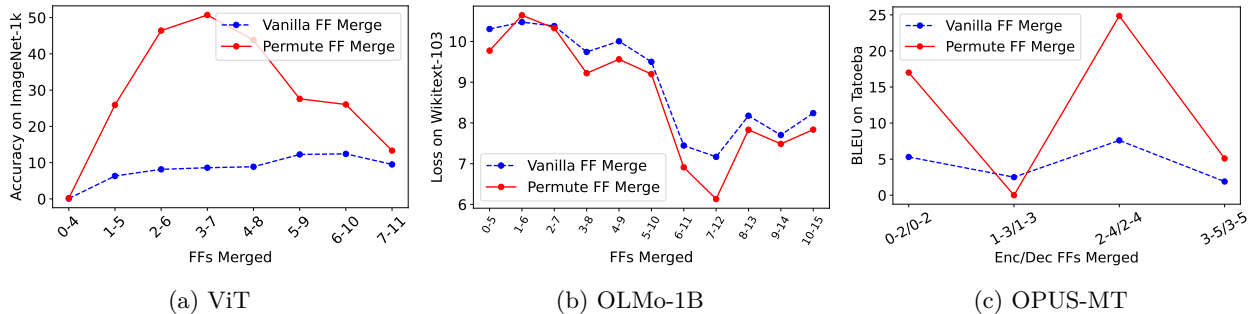 Accuracy on ImageNet-1k
50
40
30
20
10
0
Vanilla FF Merge
Permute FF Merge
0-4
1-5
2-6
3-7
4-8
5-9
6-10
7-11
FFs Merged
(a) ViT
Loss on Wikitext-103
10
9
8
7
6
Vanilla FF Merge
Permute FF Merge
0-5
1-6
2-7
3-8
4-9
5-10
6-11
7-12
8-13
9-14
10-15
FFs Merged
(b) OLMo-1B
BLEU on Tatoeba
25
20
15
10
5
0
Vanilla FF Merge
Permute FF Merge
0-2/0-2
1-3/1-3
2-4/2-4
3-5/3-5
Enc/Dec FFs Merged
(c) OPUS-MT